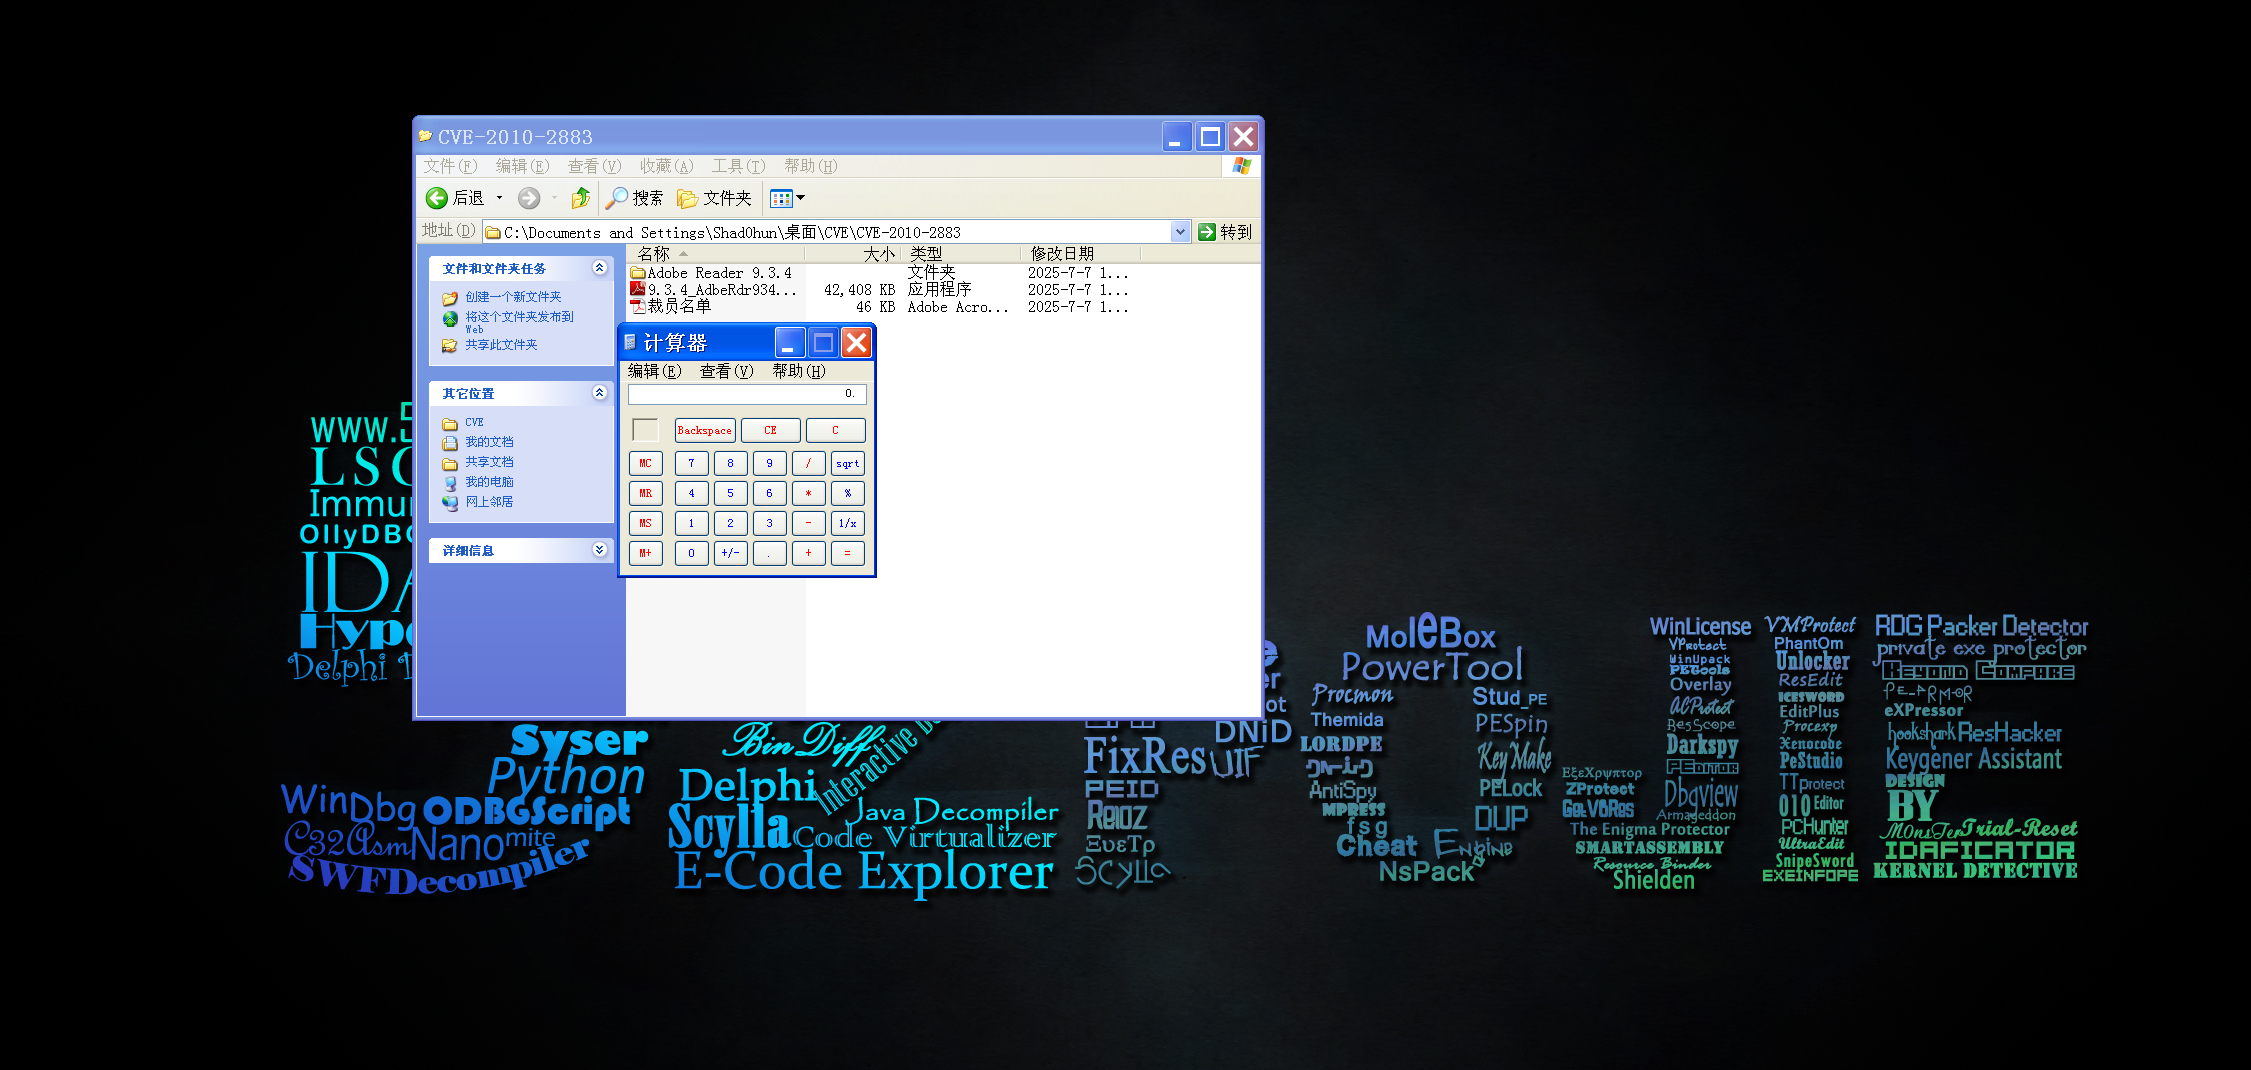 CVE-2010-2883
文件(F) 编辑(E) 查看(V) 收藏(A) 工具(T) 帮助(H)
后退 搜索 文件夹
地址(D) C:\Documents and Settings\Shad0hun\桌面\CVE\CVE-2010-2883 转到
文件和文件夹任务
创建一个新文件夹
将这个文件夹发布到
Web
共享此文件夹
其它位置
CVE
我的文档
共享文档
我的电脑
网上邻居
详细信息
名称 大小 类型 修改日期
Adobe Reader 9.3.4 文件夹 2025-7-7 1...
9.3.4_AdbeRdr934... 42,408 KB 应用程序 2025-7-7 1...
裁员名单 46 KB Adobe Acro... 2025-7-7 1...
计算器
编辑(E) 查看(V) 帮助(H)
0.
Backspace CE C
MC 7 8 9 / sqrt
MR 4 5 6 * %
MS 1 2 3 - 1/x
M+ 0 +/- . + =
www.
OllyDBG
Delphi
Syser
Python
WinDbg
ODBGScript
C32Asm
Nanomite
SWFDecompiler
BinDiff
Interactive
Delphi
Scylla
Java Decompiler
Code Virtualizer
E-Code Explorer
DNiD
FixRes
UIF
PEID
ΞυεΤρ
Scylla
MoleBox
PowerTool
Procmon
Stud_PE
Themida
PESpin
LORDPE
KeyMake
AntiSpy
PELock
MPRESS
fsg
DUP
Cheat Engine
NsPack
WinLicense
VProtect
WinUpack
PETools
Overlay
ACProtect
ResScope
Darkspy
PEditor
ΕξεΧρψπτορ
ZProtect
Dbgview
Armageddon
The Enigma Protector
SMARTASSEMBLY
Resource Binder
Shielden
VMProtect
PhantOm
Unlocker
ResEdit
ICESWORD
EditPlus
Procexp
Xenocode
PeStudio
TTprotect
010 Editor
PCHunter
UltraEdit
SnipeSword
EXEINFOPE
RDG Packer Detector
private exe protector
Beyond Compare
PE-ARMOR
eXPressor
hookshark
ResHacker
Keygener Assistant
DESIGN
BY
M0nsTer
Trial-Reset
IDAFICATOR
KERNEL DETECTIVE